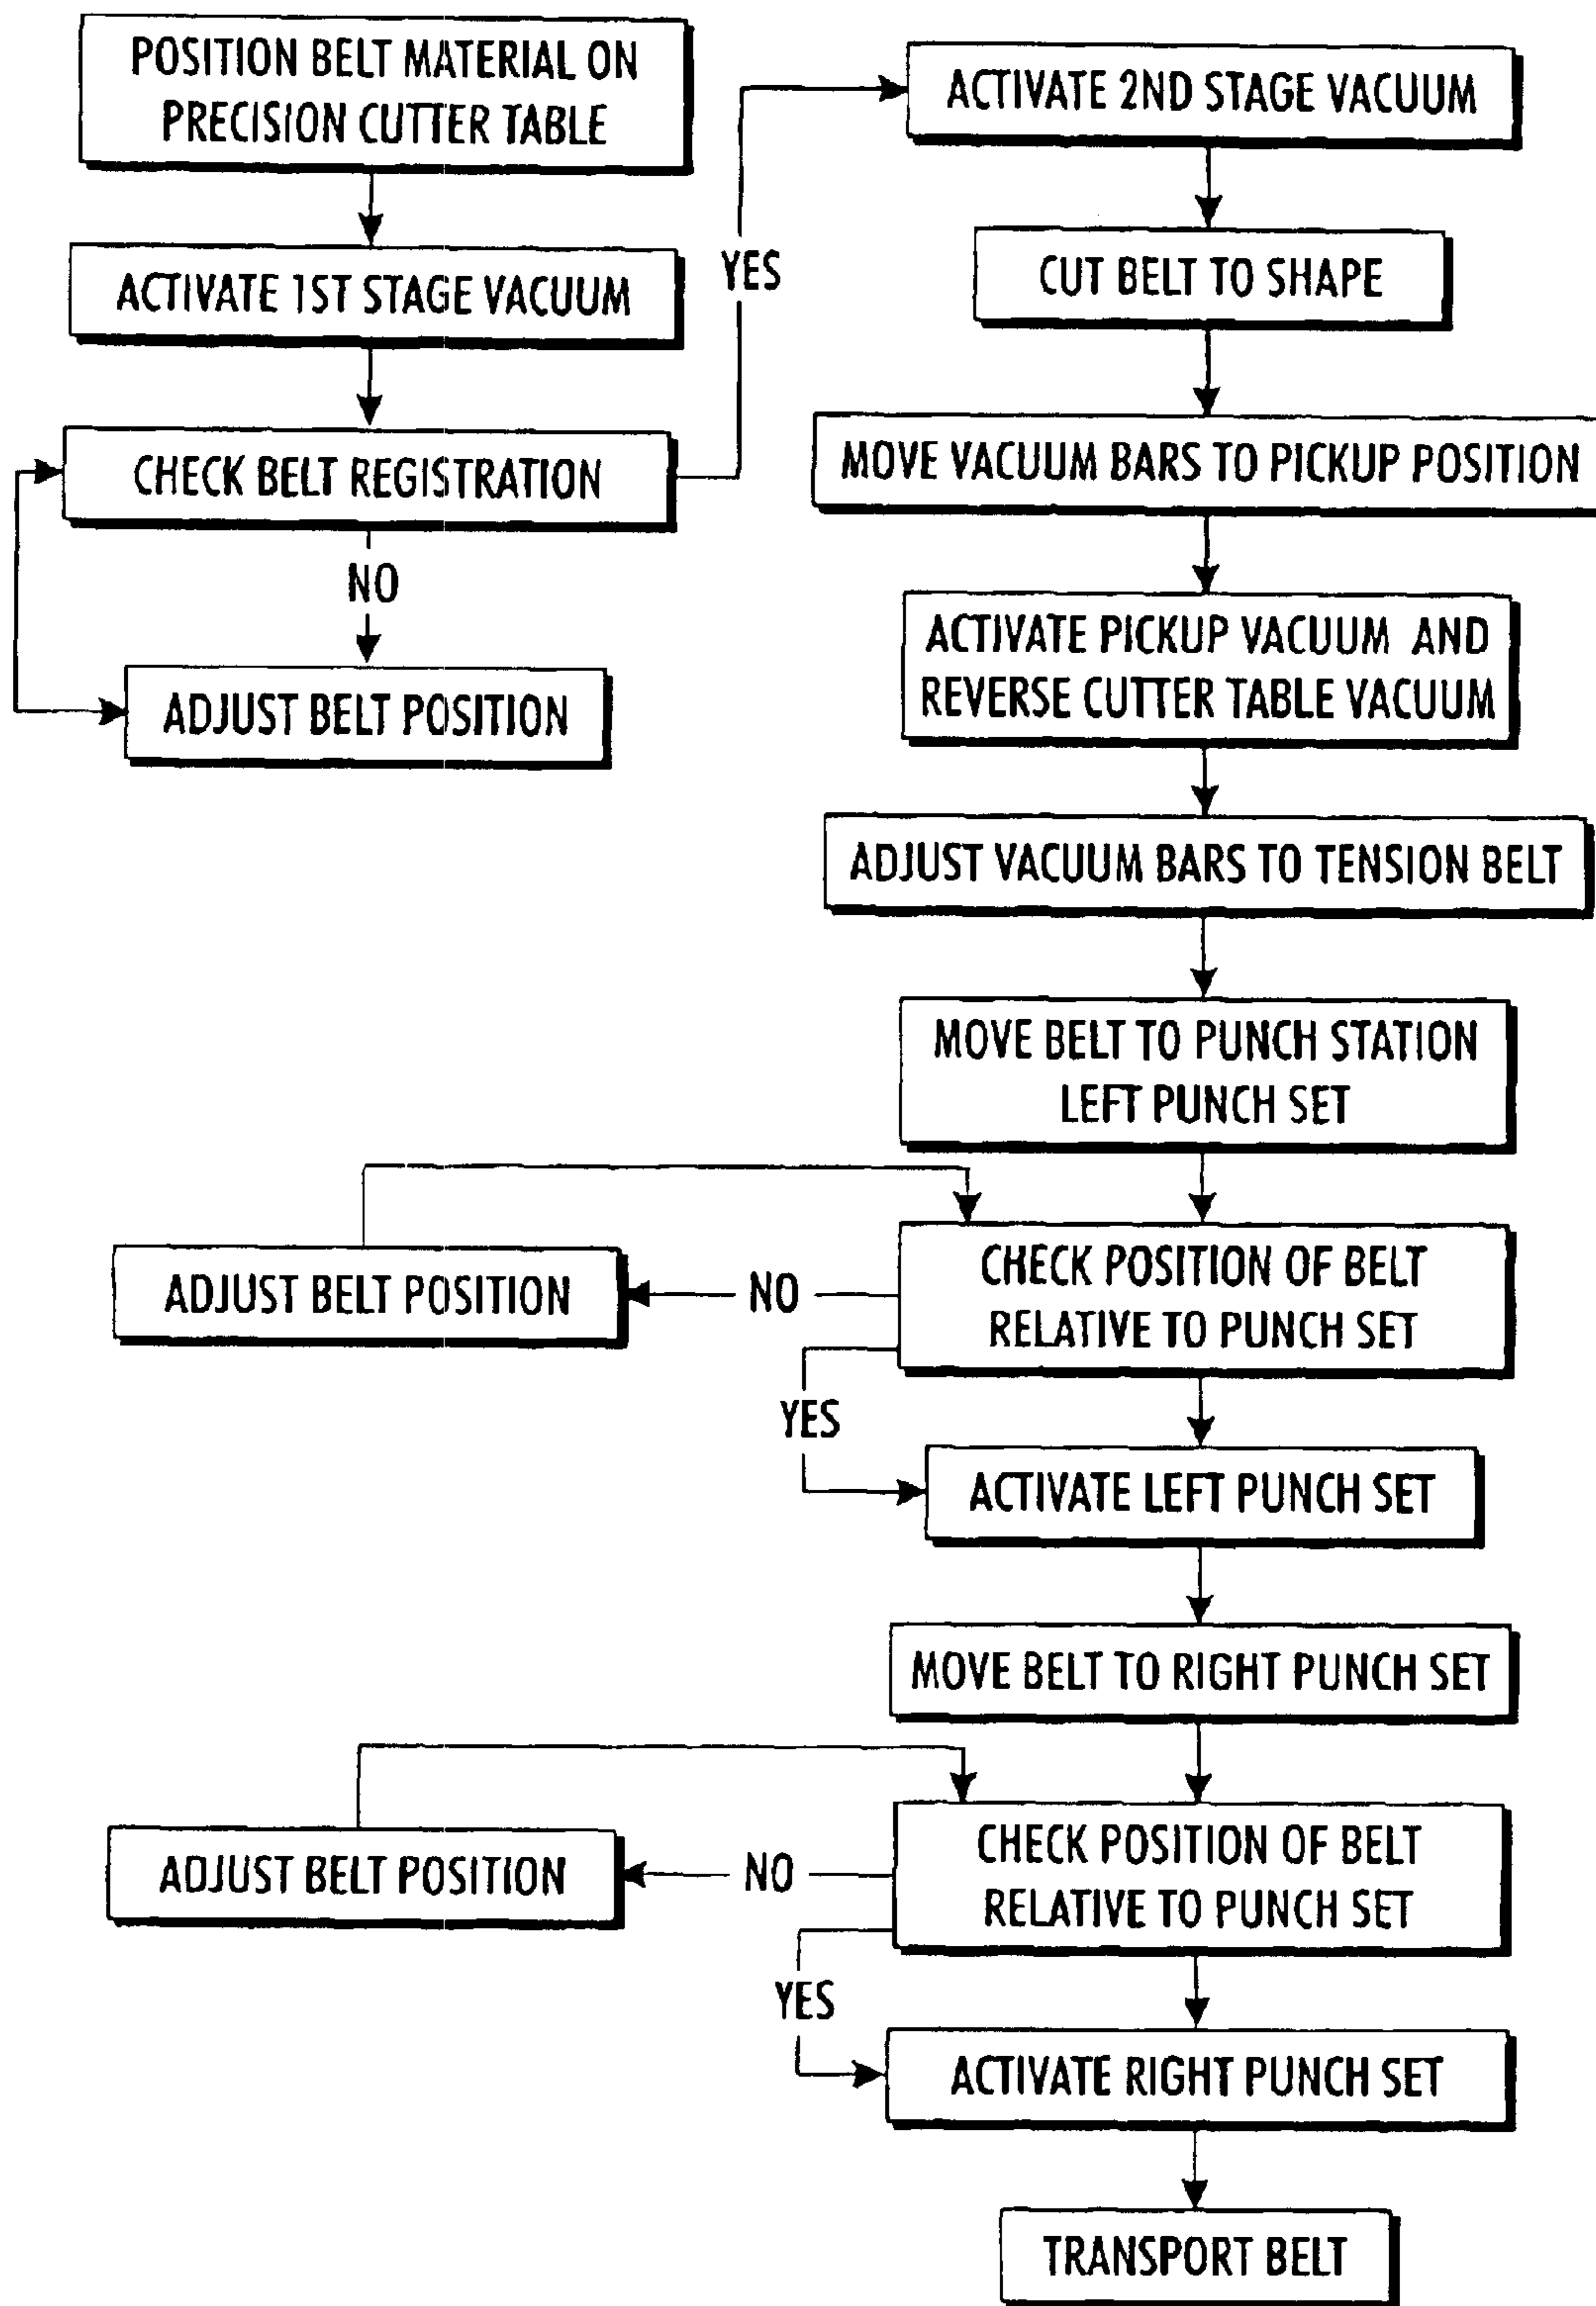 POSITION BELT MATERIAL ON
PRECISION CUTTER TABLE
ACTIVATE 1ST STAGE VACUUM
CHECK BELT REGISTRATION
NO
ADJUST BELT POSITION
YES
ACTIVATE 2ND STAGE VACUUM
CUT BELT TO SHAPE
MOVE VACUUM BARS TO PICKUP POSITION
ACTIVATE PICKUP VACUUM AND
REVERSE CUTTER TABLE VACUUM
ADJUST VACUUM BARS TO TENSION BELT
MOVE BELT TO PUNCH STATION
LEFT PUNCH SET
CHECK POSITION OF BELT
RELATIVE TO PUNCH SET
NO
ADJUST BELT POSITION
YES
ACTIVATE LEFT PUNCH SET
MOVE BELT TO RIGHT PUNCH SET
CHECK POSITION OF BELT
RELATIVE TO PUNCH SET
NO
ADJUST BELT POSITION
YES
ACTIVATE RIGHT PUNCH SET
TRANSPORT BELT